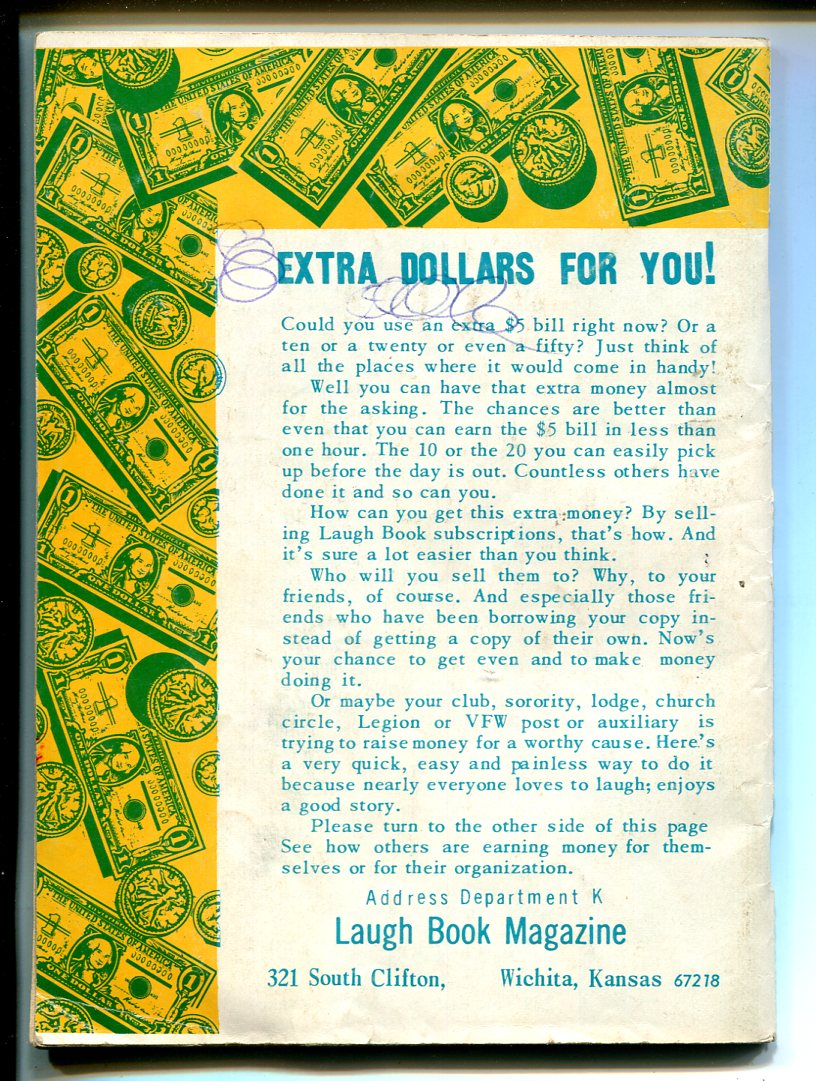 EXTRA DOLLARS FOR YOU!
Could you use an extra $5 bill right now? Or a
ten or a twenty or even a fifty? Just think of
all the places where it would come in handy!
Well you can have that extra money almost
for the asking. The chances are better than
even that you can earn the $5 bill in less than
one hour. The 10 or the 20 you can easily pick
up before the day is out. Countless others have
done it and so can you.
How can you get this extra money? By sell-
ing Laugh Book subscriptions, that's how. And
it's sure a lot easier than you think.
Who will you sell them to? Why, to your
friends, of course. And especially those fri-
ends who have been borrowing your copy in-
stead of getting a copy of their own. Now's
your chance to get even and to make money
doing it.
Or maybe your club, sorority, lodge, church
circle, Legion or VFW post or auxiliary is
trying to raise money for a worthy cause. Here's
a very quick, easy and painless way to do it
because nearly everyone loves to laugh; enjoys
a good story.
Please turn to the other side of this page
See how others are earning money for them-
selves or for their organization.
Address Department K
Laugh Book Magazine
321 South Clifton, Wichita, Kansas 67218